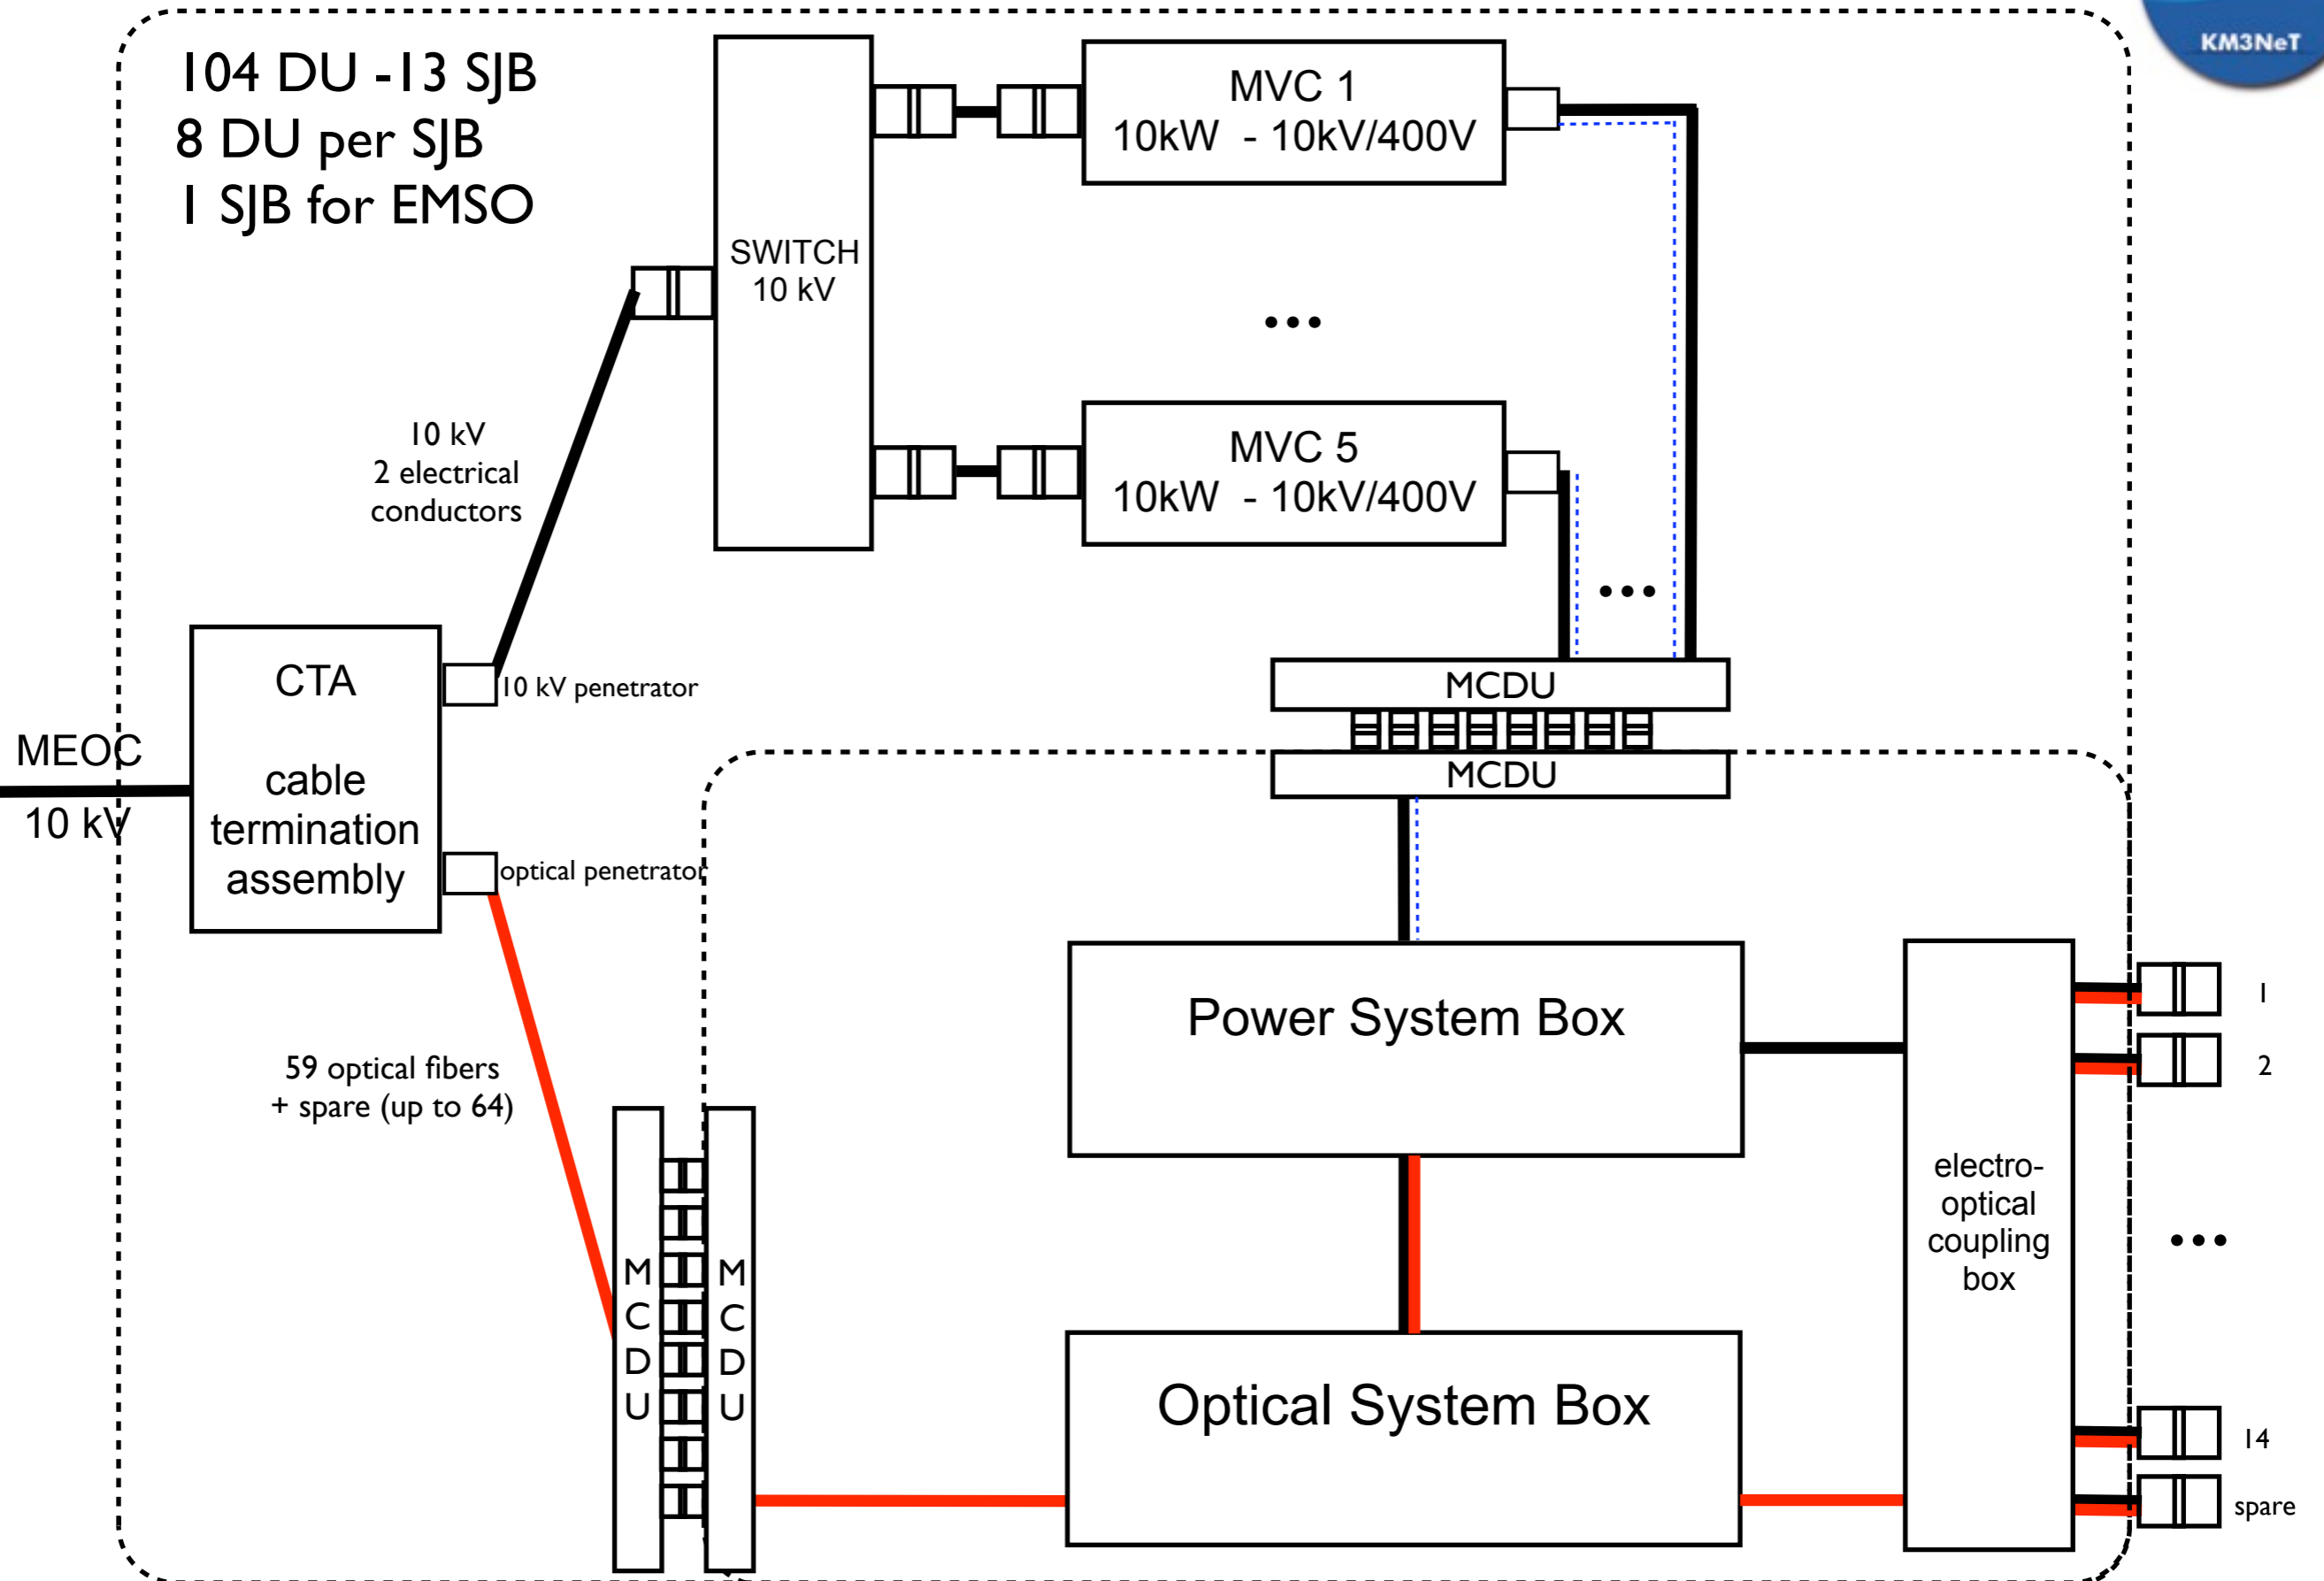 KM3NeT
104 DU -13 SJB
8 DU per SJB
1 SJB for EMSO
SWITCH
10 kV
MVC 1
10kW - 10kV/400V
...
MVC 5
10kW - 10kV/400V
...
10 kV
2 electrical
conductors
CTA
cable
termination
assembly
10 kV penetrator
optical penetrator
MEOC
10 kV
MCDU
MCDU
59 optical fibers
+ spare (up to 64)
M
C
D
U
M
C
D
U
Power System Box
Optical System Box
electro-
optical
coupling
box
1
2
...
14
spare